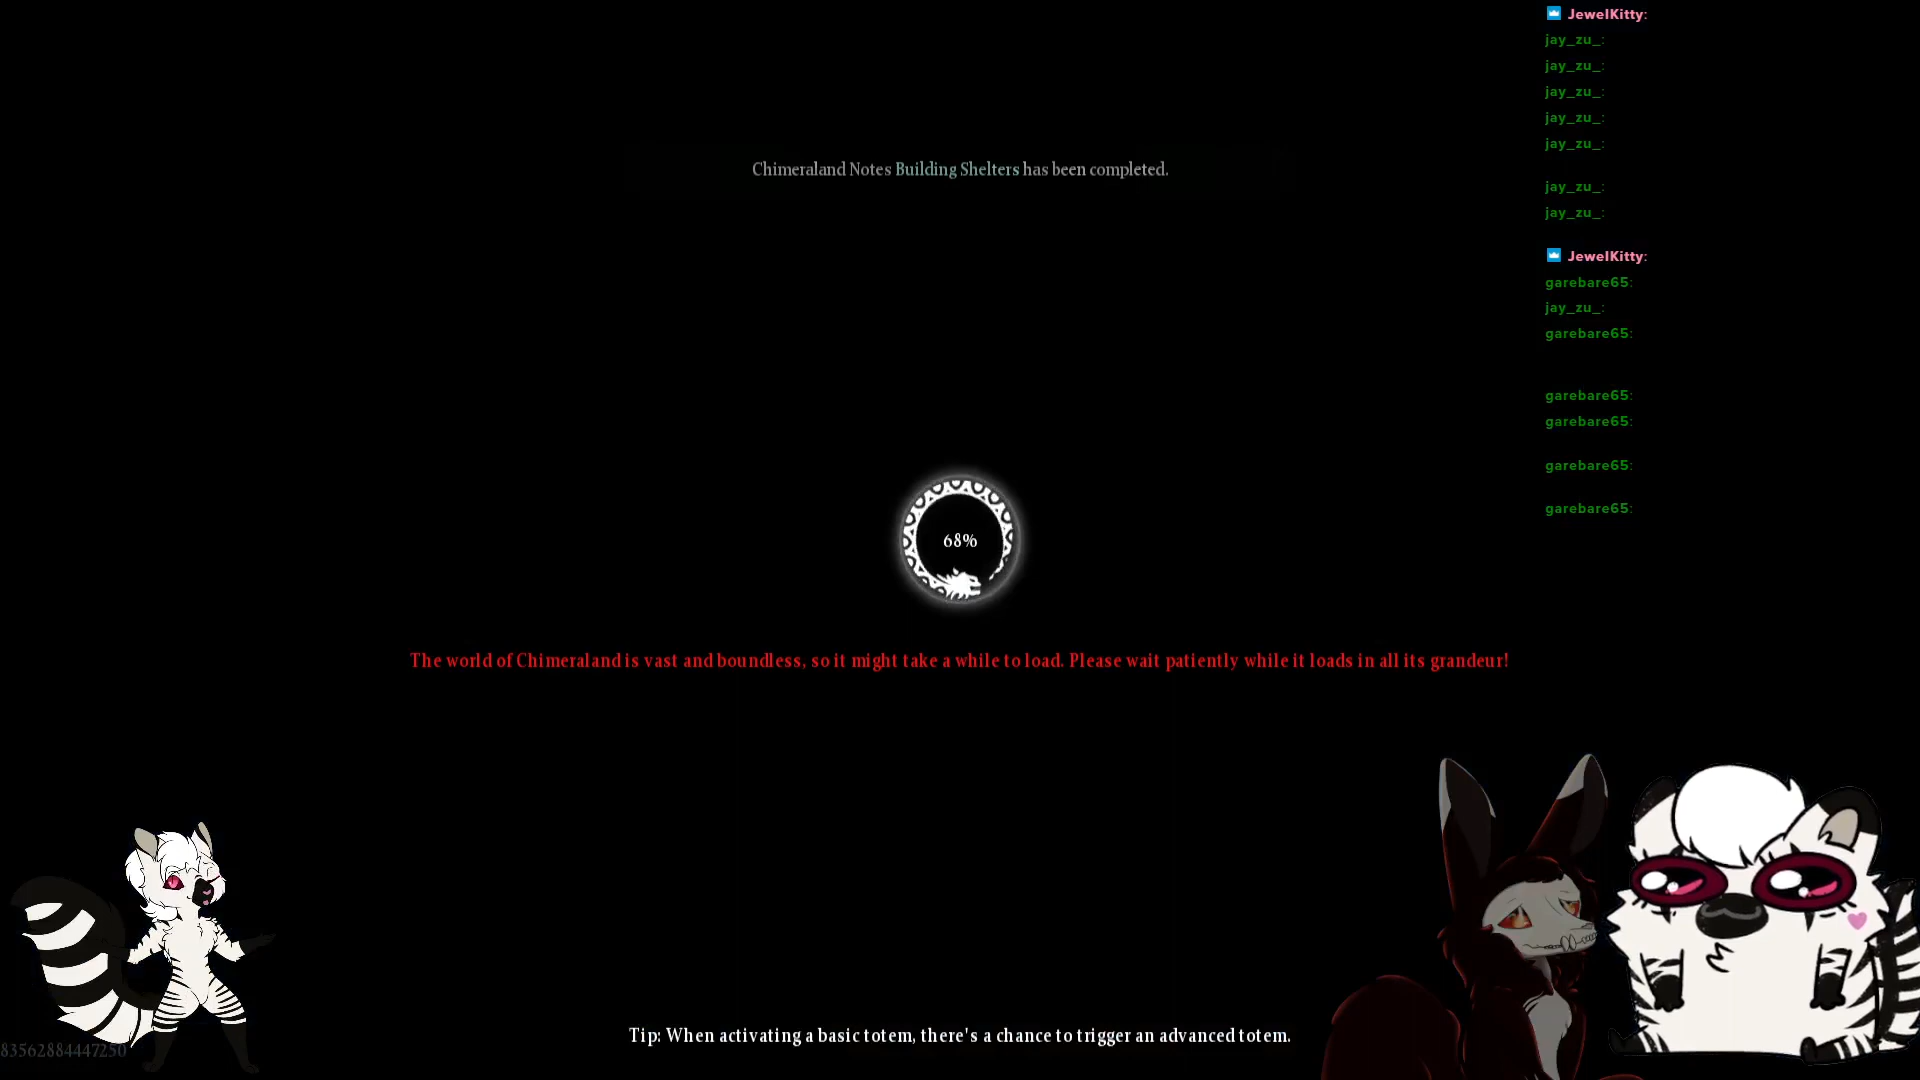 JewelKitty:
jay_zu_:
jay_zu_:
jay_zu_:
jay_zu_:
jay_zu_:
jay_zu_:
jay_zu_:
JewelKitty:
garebare65:
jay_zu_:
garebare65:
garebare65:
garebare65:
garebare65:
garebare65:
Chimeraland Notes Building Shelters has been completed.
68%
The world of Chimeraland is vast and boundless, so it might take a while to load. Please wait patiently while it loads in all its grandeur!
Tip: When activating a basic totem, there's a chance to trigger an advanced totem.
83562884447250